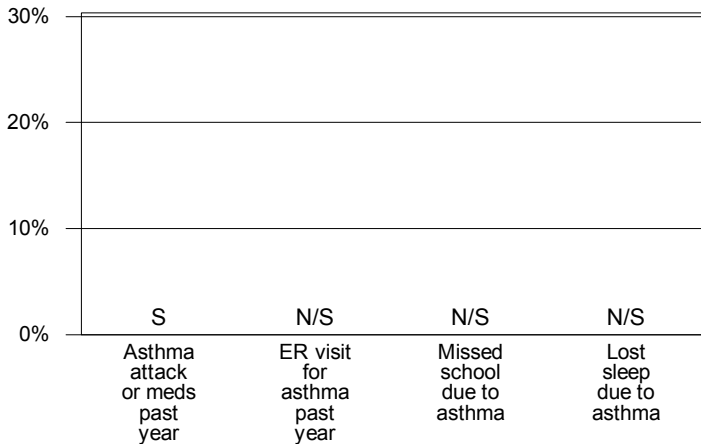 30%
20%
10%
0%
S
N/S
N/S
N/S
Asthma
attack
or meds
past
year
ER visit
for
asthma
past
year
Missed
school
due to
asthma
Lost
sleep
due to
asthma